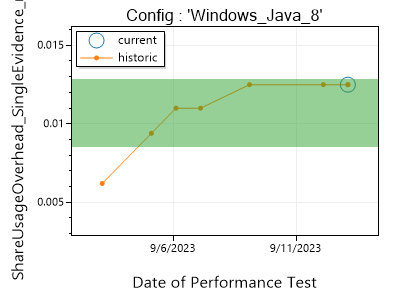 Config : 'Windows_Java_8'
current
historic
0.015
0.01
0.005
ShareUsageOverhead_SingleEvidence_
9/6/2023
9/11/2023
Date of Performance Test